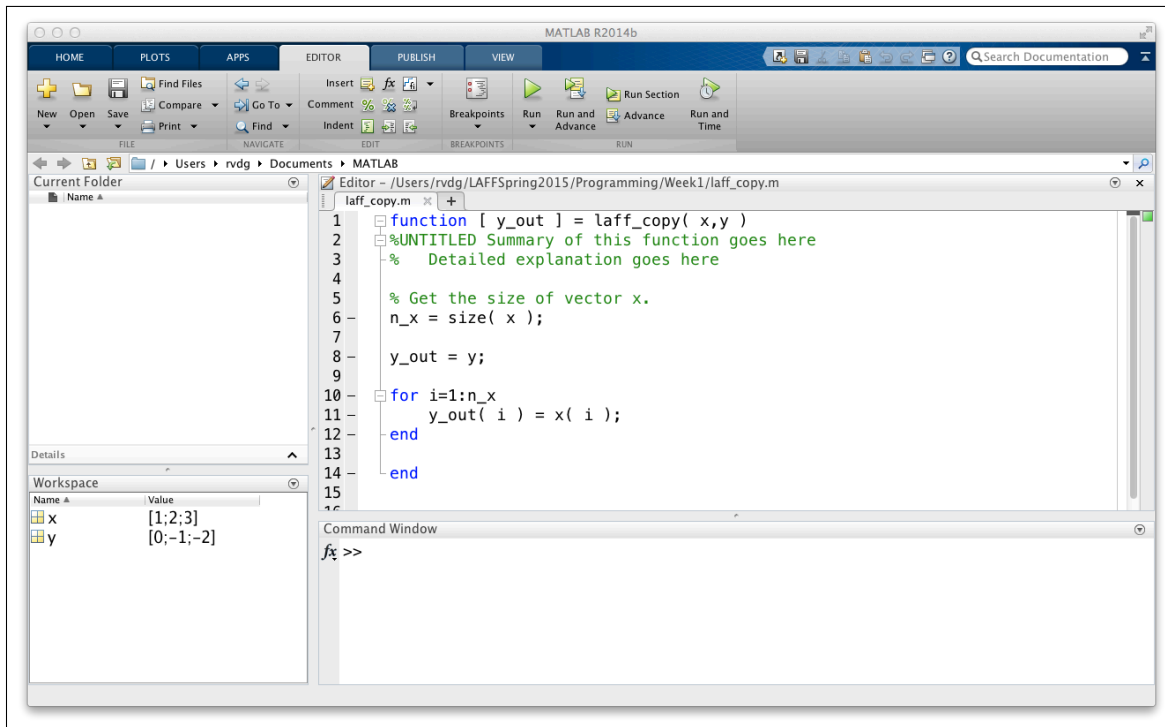 MATLAB R2014b
HOME PLOTS APPS EDITOR PUBLISH VIEW
Search Documentation
New Open Save
Find Files
Compare
Print
FILE
Go To
Find
NAVIGATE
Insert fx
Comment %
Indent
EDIT
Breakpoints
BREAKPOINTS
Run
Run and Advance
Run Section
Advance
Run and Time
RUN
/ Users rvdg Documents MATLAB
Current Folder
Name
Details
Workspace
Name Value
x [1;2;3]
y [0;-1;-2]
Editor - /Users/rvdg/LAFFSpring2015/Programming/Week1/laff_copy.m
laff_copy.m × +
1 function [ y_out ] = laff_copy( x,y )
2 %UNTITLED Summary of this function goes here
3 %   Detailed explanation goes here
4
5 % Get the size of vector x.
6 – n_x = size( x );
7
8 – y_out = y;
9
10 – for i=1:n_x
11 –     y_out( i ) = x( i );
12 – end
13
14 – end
15
16
Command Window
fx >>